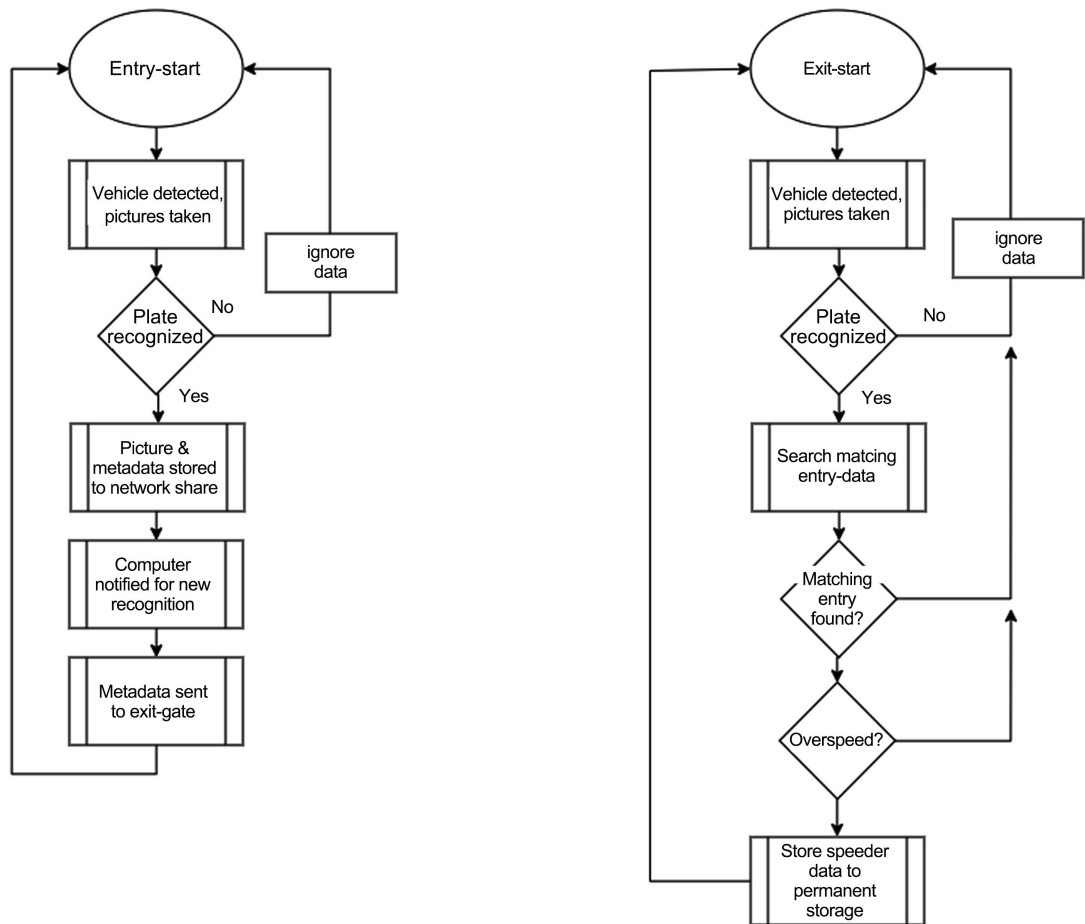 Entry-start
Vehicle detected,
pictures taken
ignore
data
Plate
recognized
No
Yes
Picture &
metadata stored
to network share
Computer
notified for new
recognition
Metadata sent
to exit-gate
Exit-start
Vehicle detected,
pictures taken
ignore
data
Plate
recognized
No
Yes
Search matcing
entry-data
Matching
entry
found?
Overspeed?
Store speeder
data to
permanent
storage